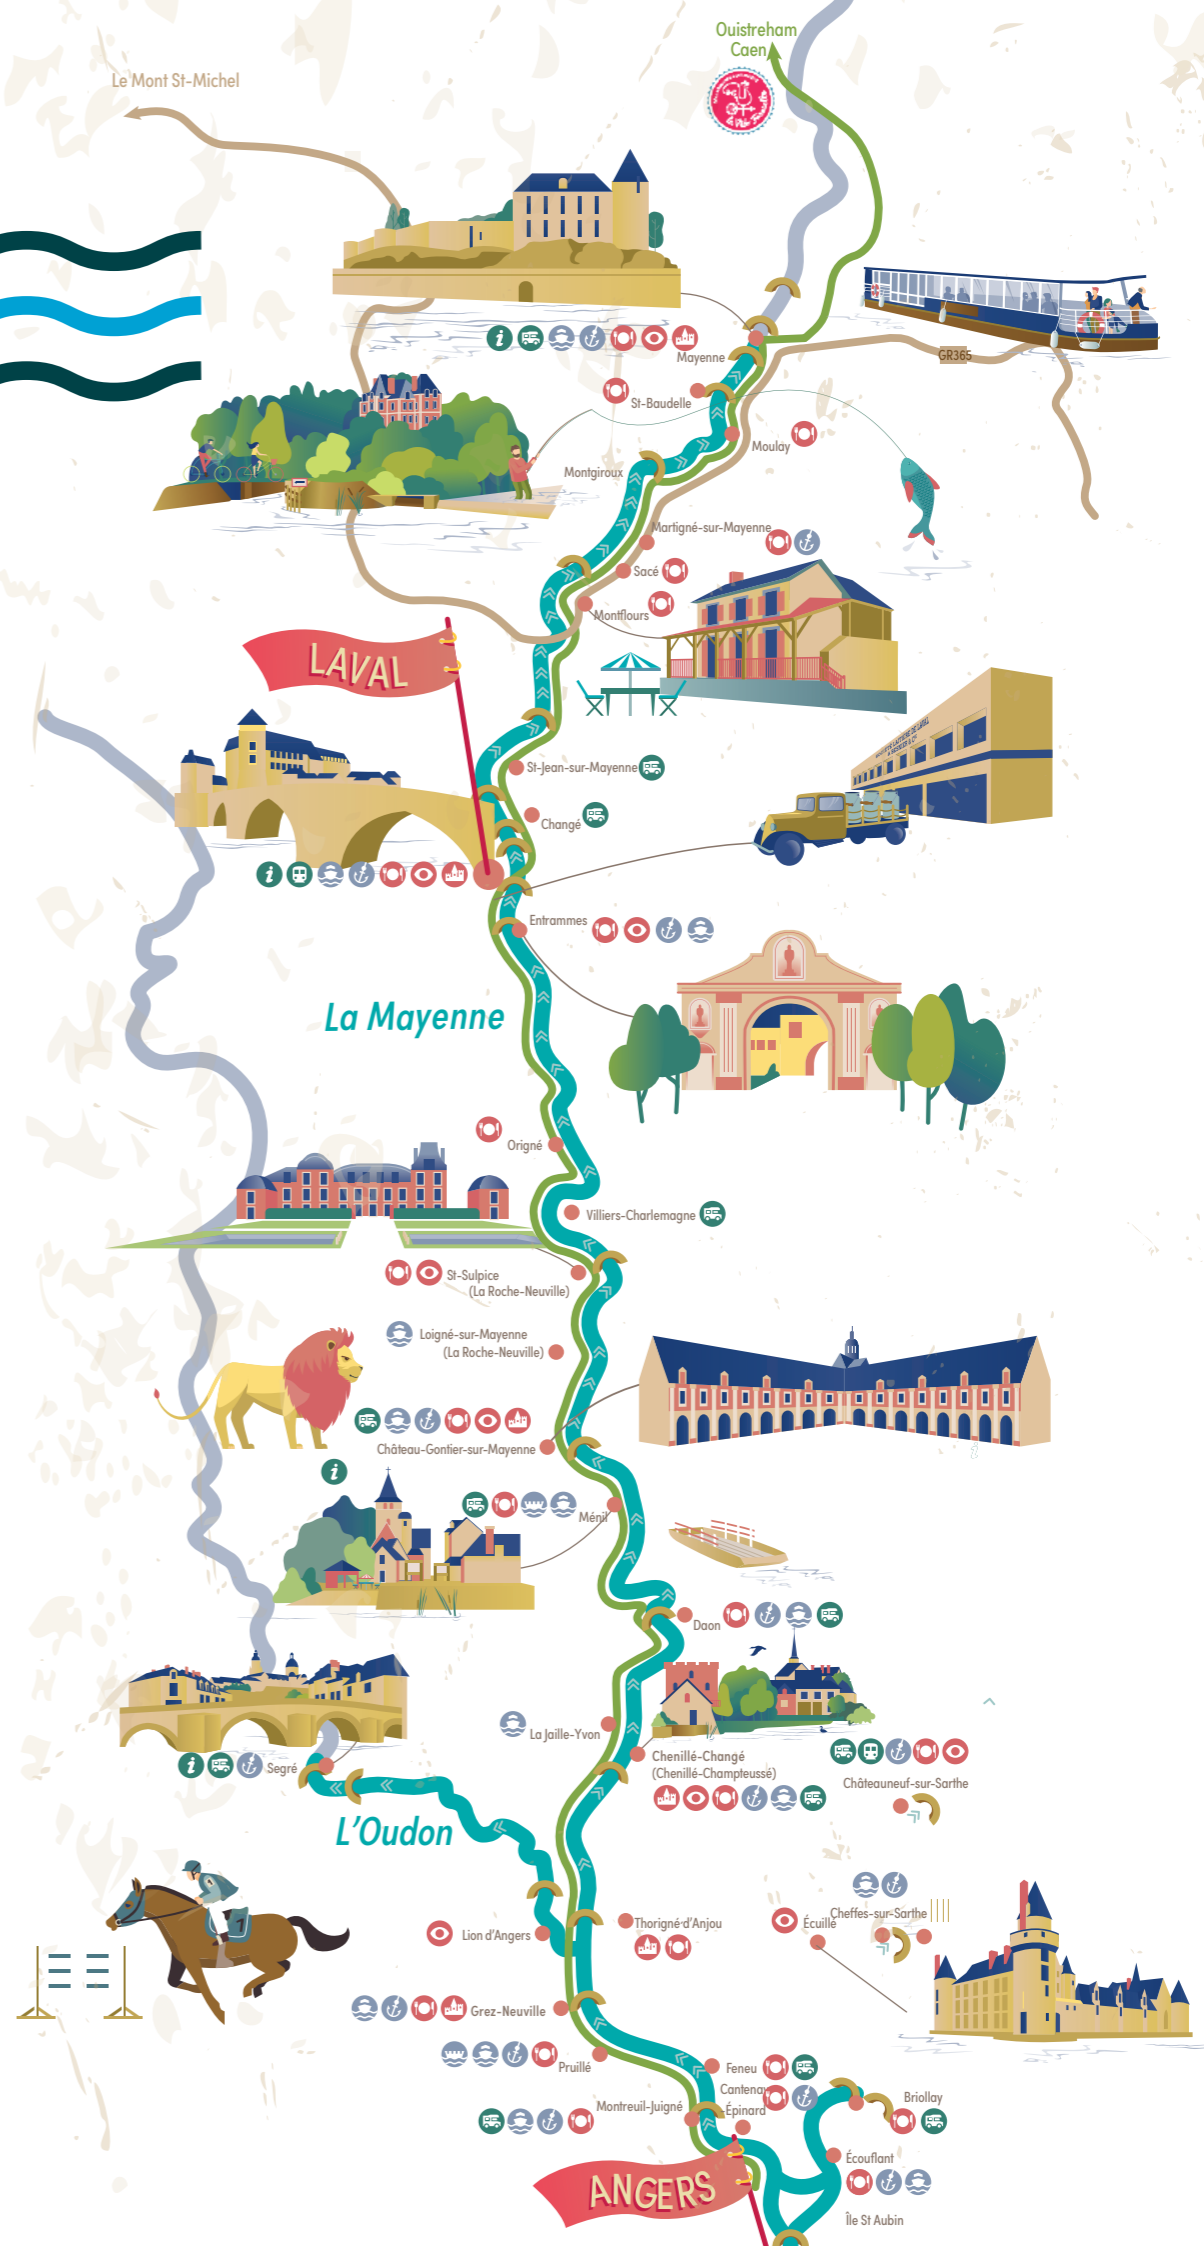 Ouistreham
Caen
Le Mont St-Michel
Mayenne
GR365
St-Baudelle
Moulay
Montgiroux
Martigné-sur-Mayenne
Sacé
Montflours
LAVAL
St-Jean-sur-Mayenne
Changé
Entrammes
La Mayenne
Origné
Villiers-Charlemagne
St-Sulpice
(La Roche-Neuville)
Loigné-sur-Mayenne
(La Roche-Neuville)
Château-Gontier-sur-Mayenne
Ménil
Daon
La Jaille-Yvon
Chenillé-Changé
(Chenillé-Champteussé)
Châteauneuf-sur-Sarthe
Segré
L'Oudon
1
1
Lion d'Angers
Thorigné-d'Anjou
Écuillé
Cheffes-sur-Sarthe
Grez-Neuville
Pruillé
Feneu
Cantenay
-Épinard
Montreuil-Juigné
Briollay
Écouflant
ANGERS
Île St Aubin